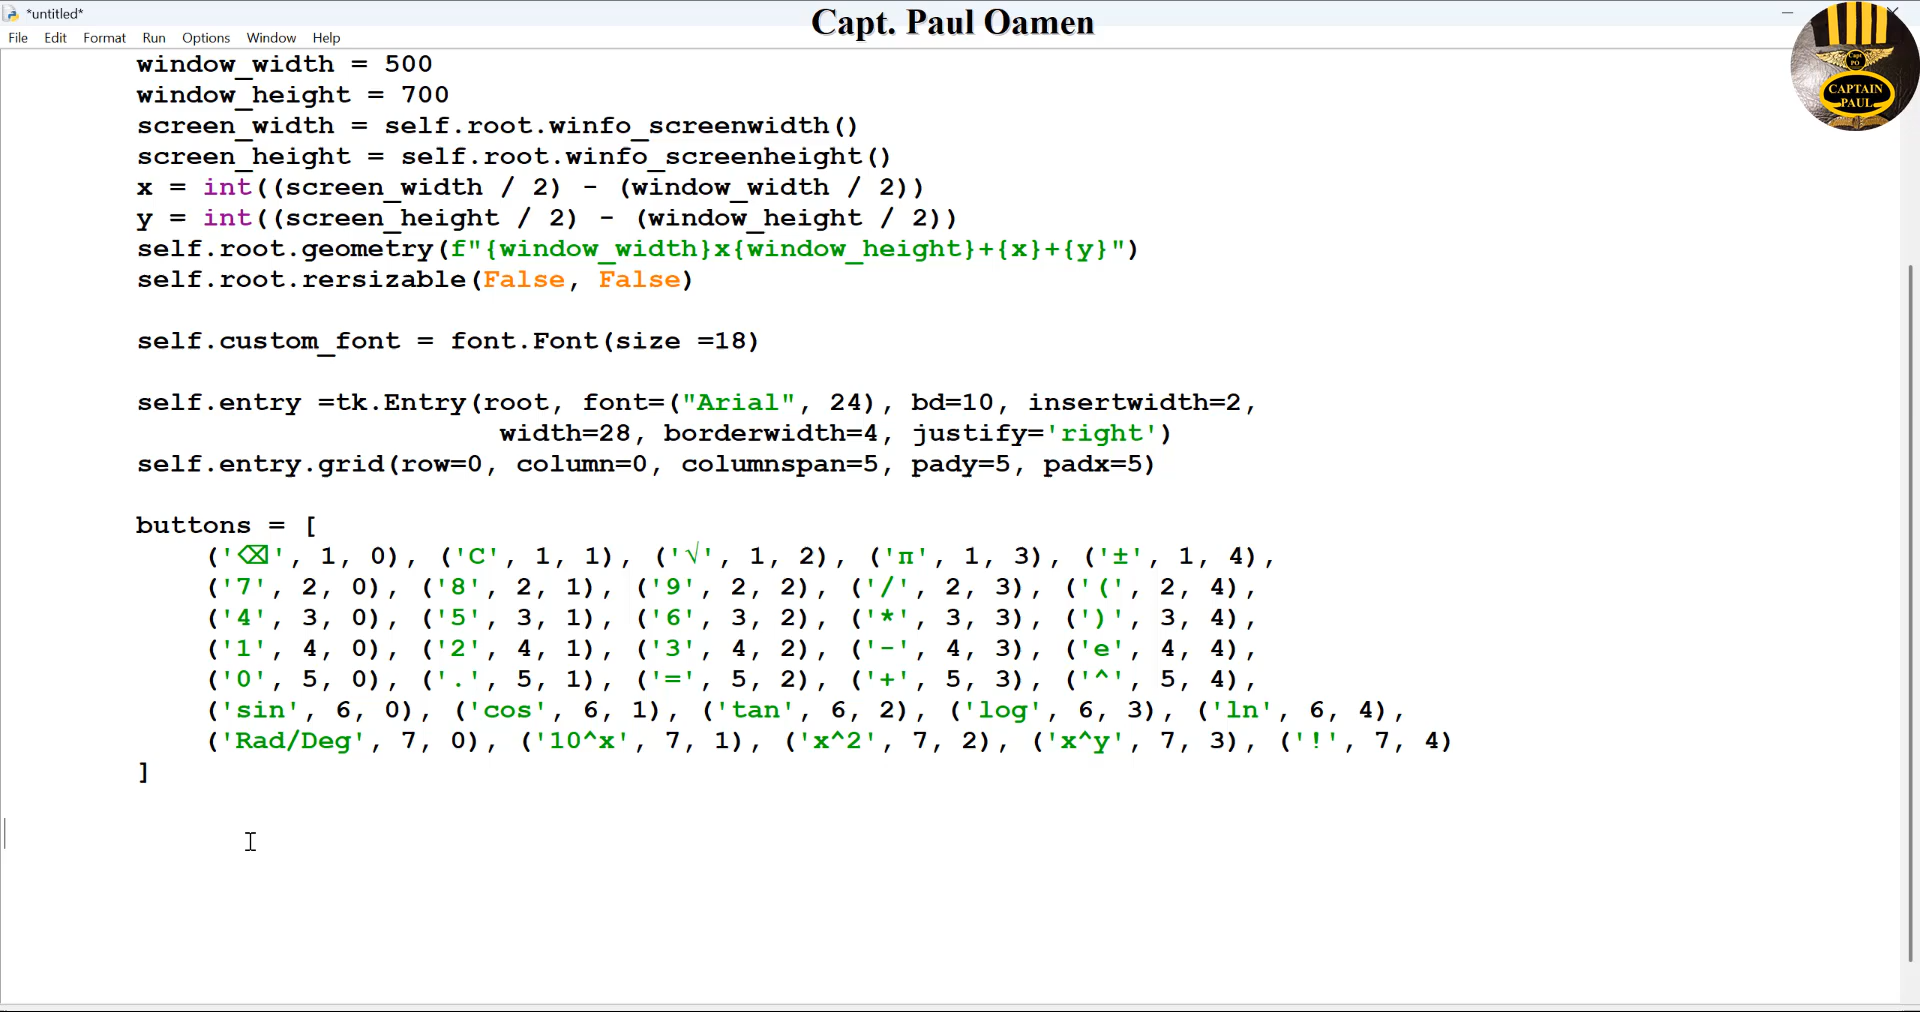 *untitled*
Capt. Paul Oamen
File Edit Format Run Options Window Help
Capt
PO
CAPTAIN
PAUL
window_width = 500
window_height = 700
screen_width = self.root.winfo_screenwidth()
screen_height = self.root.winfo_screenheight()
x = int((screen_width / 2) - (window_width / 2))
y = int((screen_height / 2) - (window_height / 2))
self.root.geometry(f"{window_width}x{window_height}+{x}+{y}")
self.root.rersizable(False, False)
self.custom_font = font.Font(size =18)
self.entry =tk.Entry(root, font=("Arial", 24), bd=10, insertwidth=2,
width=28, borderwidth=4, justify='right')
self.entry.grid(row=0, column=0, columnspan=5, pady=5, padx=5)
buttons = [
('⌫', 1, 0), ('C', 1, 1), ('√', 1, 2), ('π', 1, 3), ('±', 1, 4),
('7', 2, 0), ('8', 2, 1), ('9', 2, 2), ('/', 2, 3), ('(', 2, 4),
('4', 3, 0), ('5', 3, 1), ('6', 3, 2), ('*', 3, 3), (')', 3, 4),
('1', 4, 0), ('2', 4, 1), ('3', 4, 2), ('-', 4, 3), ('e', 4, 4),
('0', 5, 0), ('.', 5, 1), ('=', 5, 2), ('+', 5, 3), ('^', 5, 4),
('sin', 6, 0), ('cos', 6, 1), ('tan', 6, 2), ('log', 6, 3), ('ln', 6, 4),
('Rad/Deg', 7, 0), ('10^x', 7, 1), ('x^2', 7, 2), ('x^y', 7, 3), ('!', 7, 4)
]